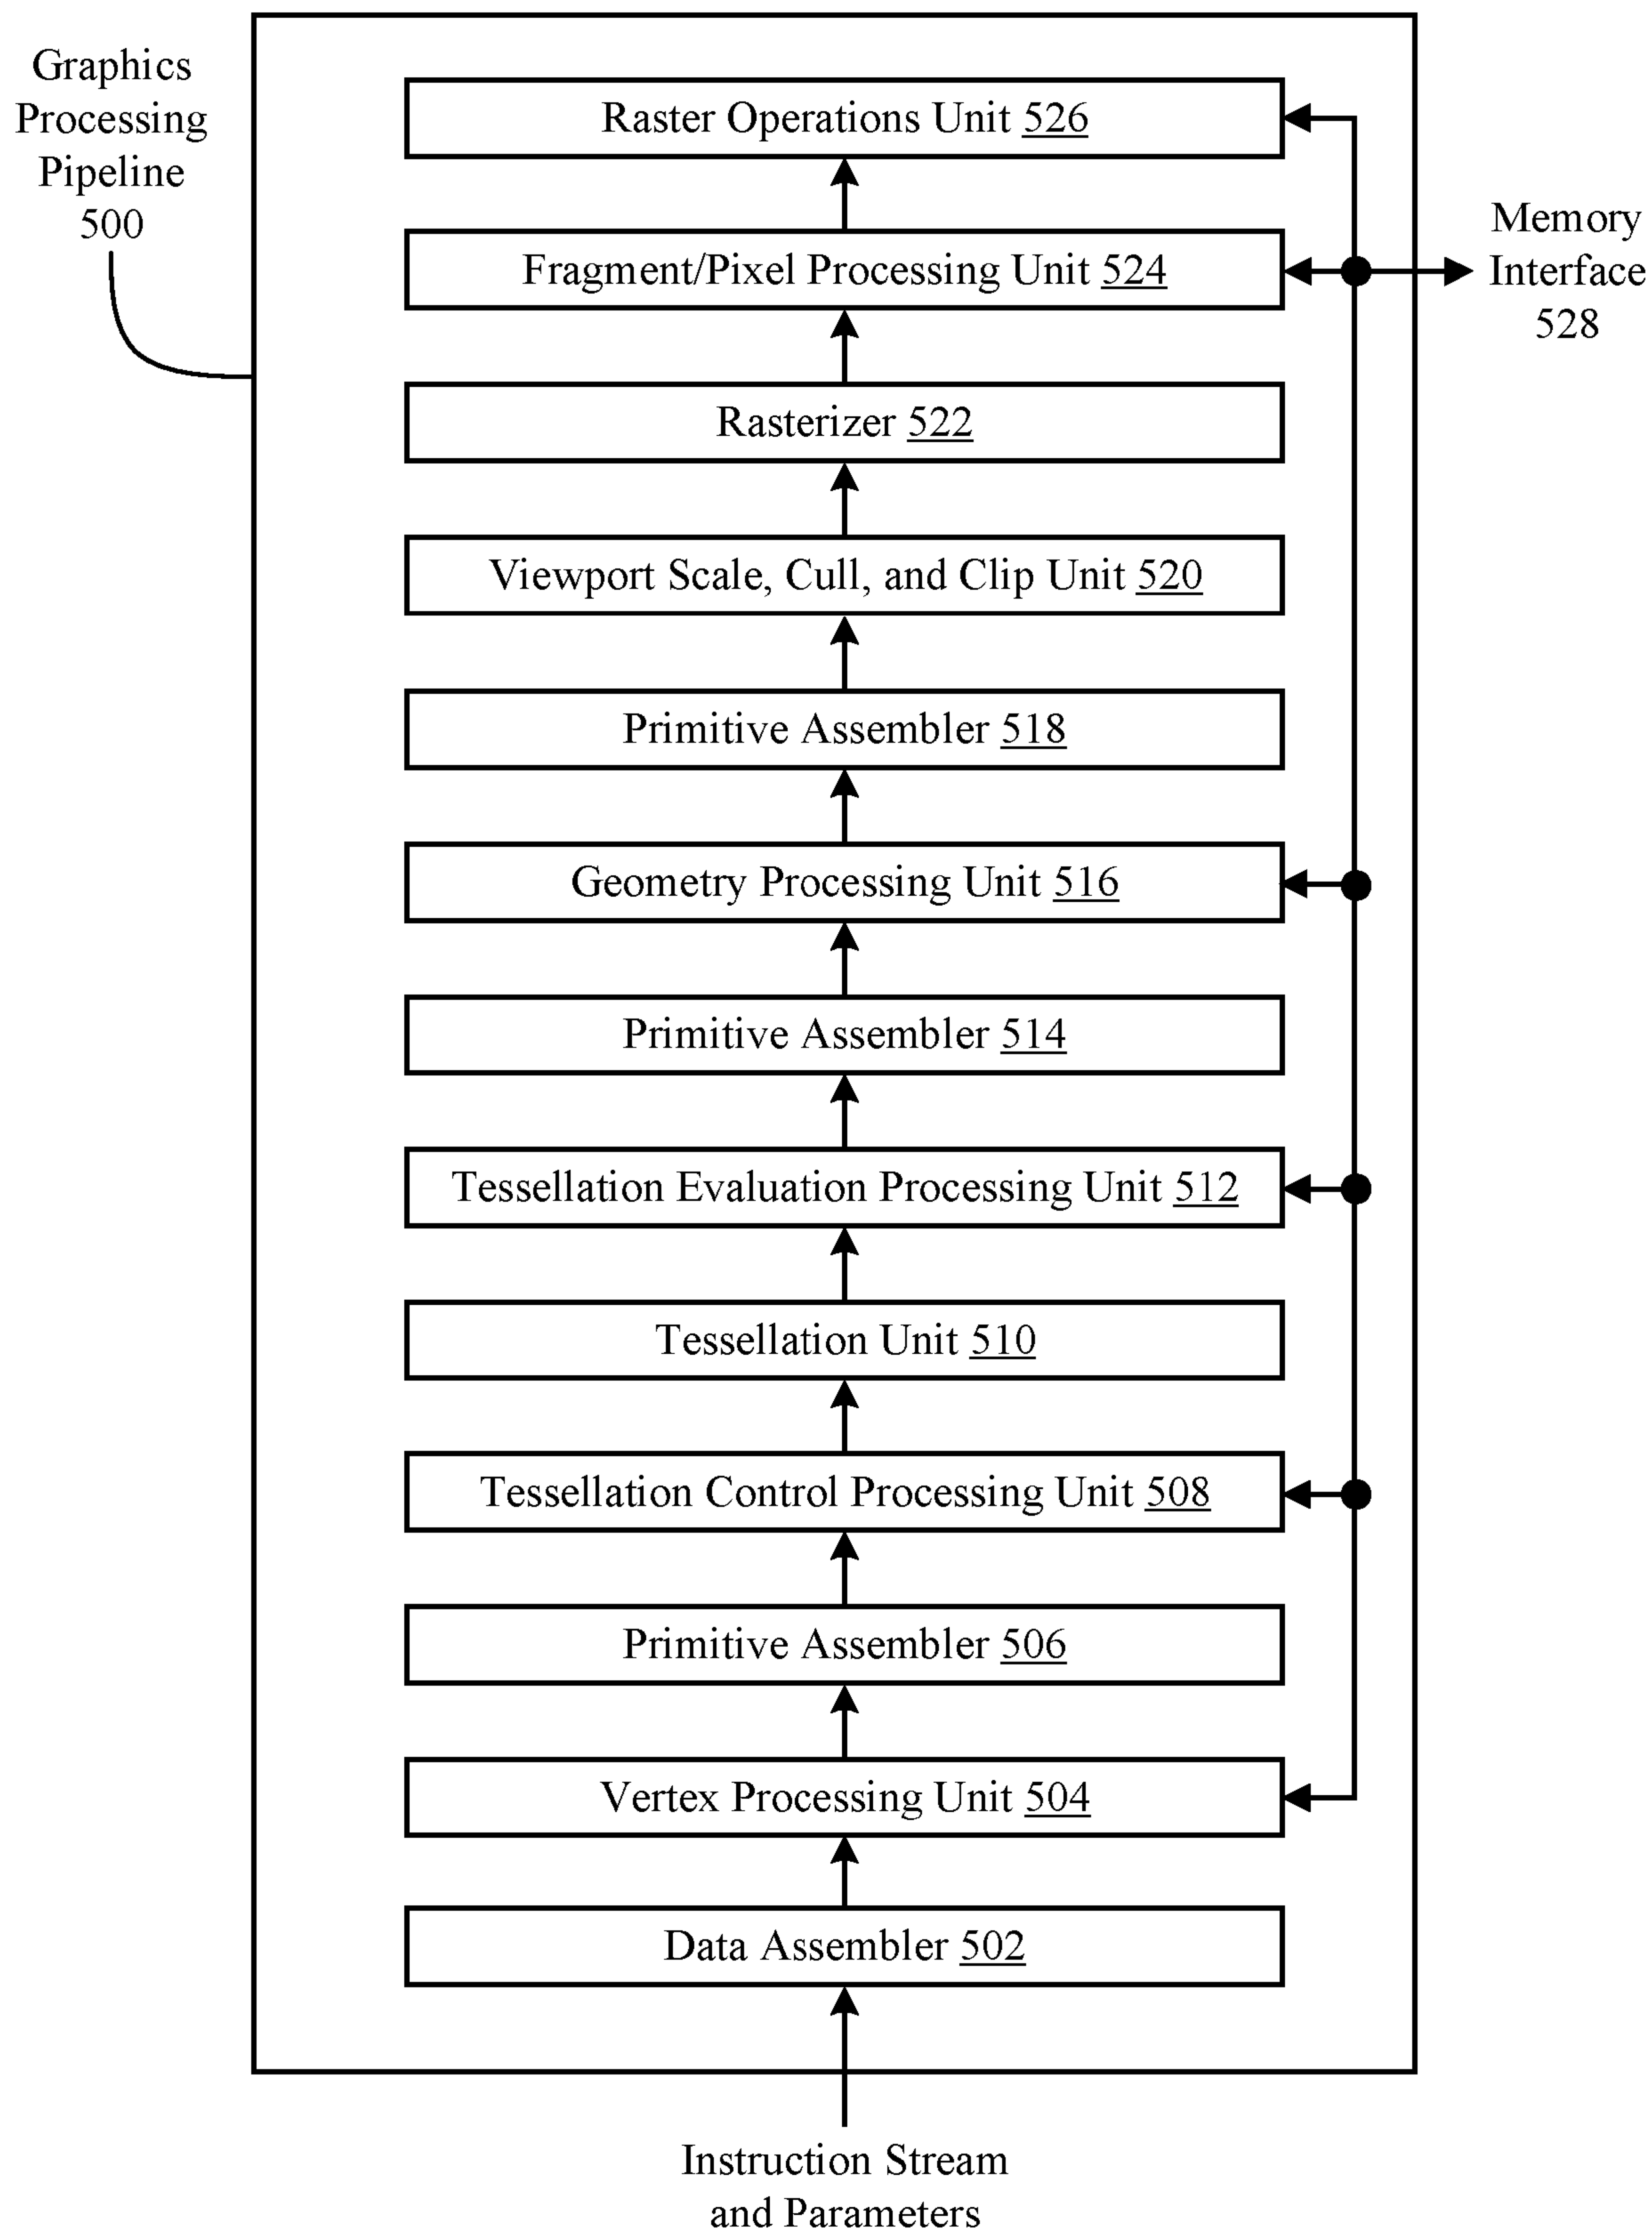 Graphics
Processing
Pipeline
500
Raster Operations Unit 526
Fragment/Pixel Processing Unit 524
Memory
Interface
528
Rasterizer 522
Viewport Scale, Cull, and Clip Unit 520
Primitive Assembler 518
Geometry Processing Unit 516
Primitive Assembler 514
Tessellation Evaluation Processing Unit 512
Tessellation Unit 510
Tessellation Control Processing Unit 508
Primitive Assembler 506
Vertex Processing Unit 504
Data Assembler 502
Instruction Stream
and Parameters